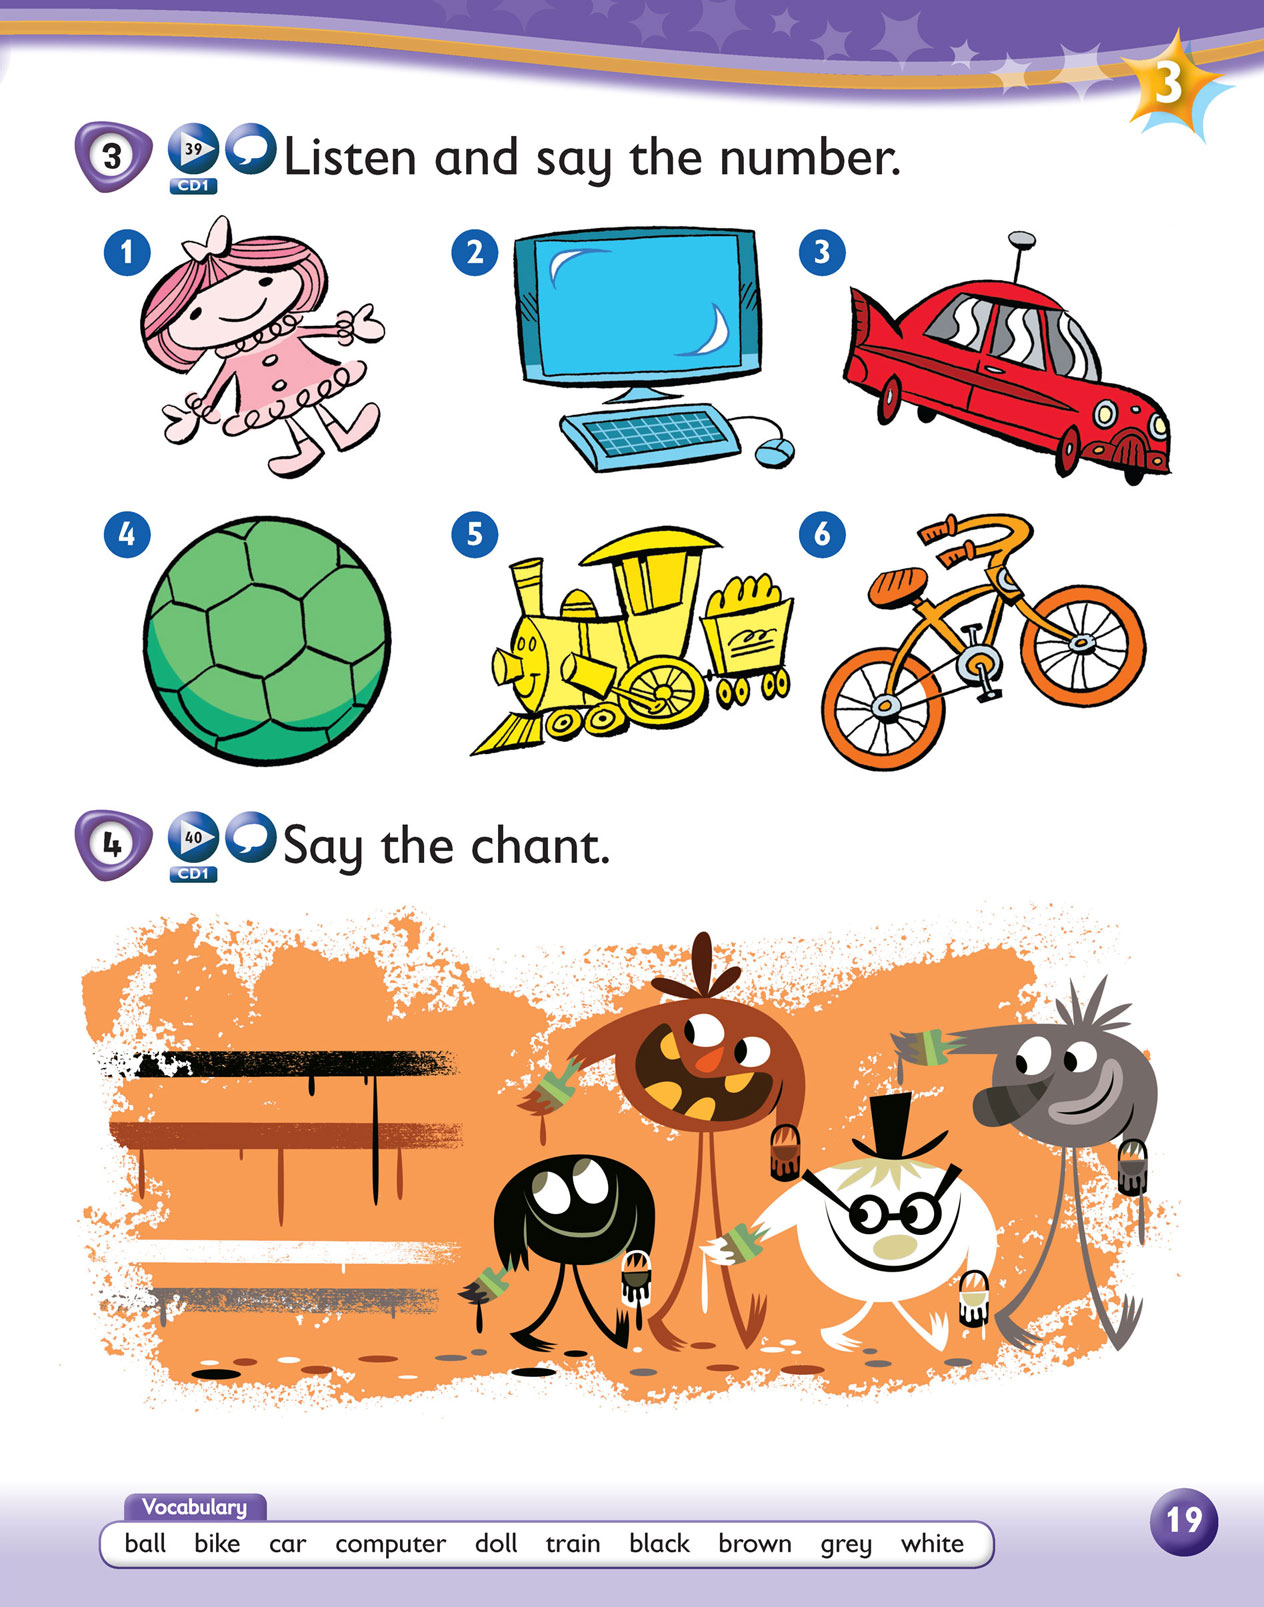 3
3 39 CD1 Listen and say the number.
1 2 3
4 5 6
4 40 CD1 Say the chant.
Vocabulary
ball bike car computer doll train black brown grey white
19